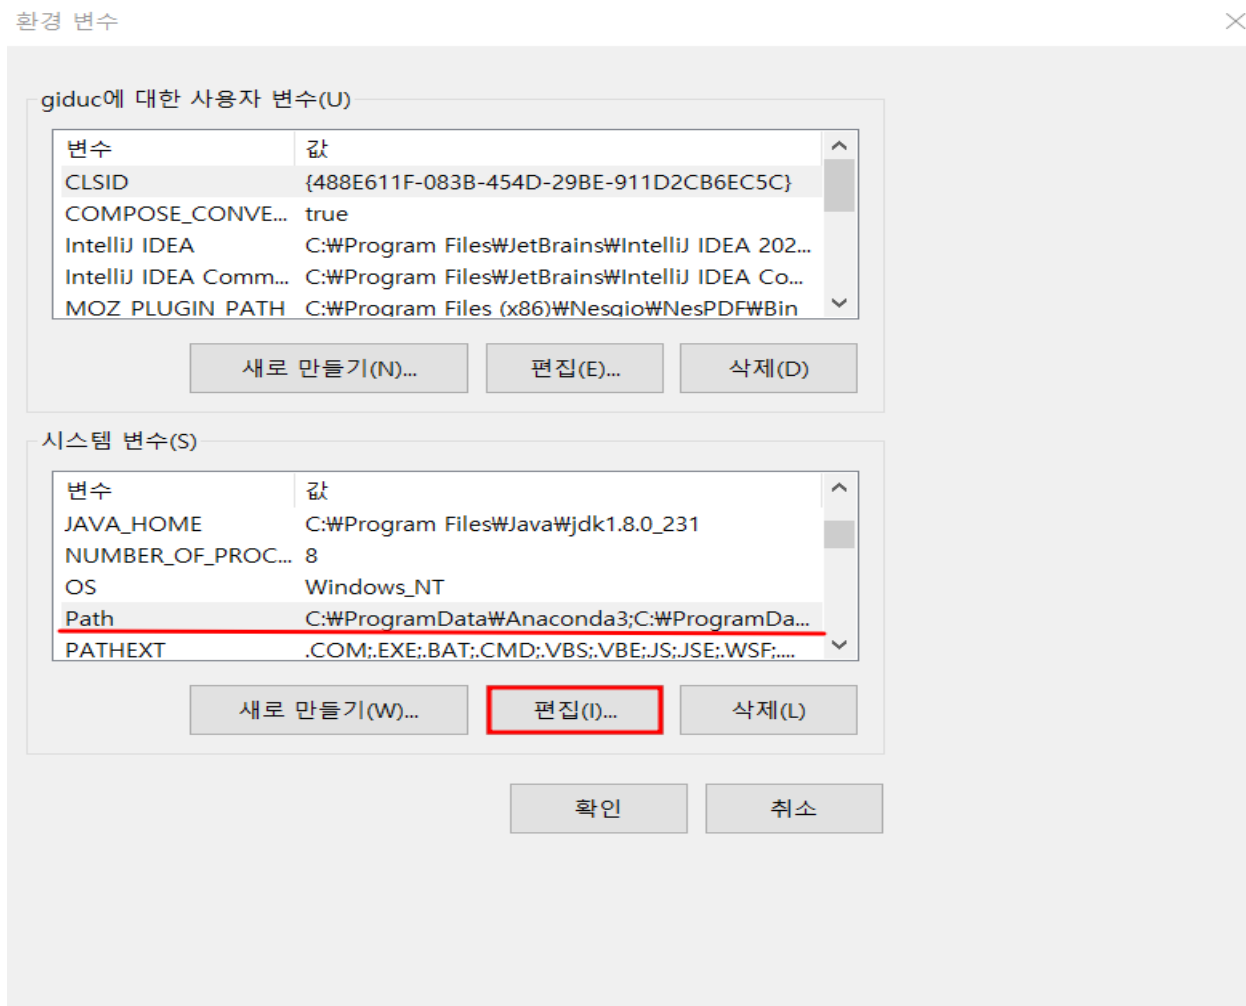 환경 변수
giduc에 대한 사용자 변수(U)
변수 값
CLSID {488E611F-083B-454D-29BE-911D2CB6EC5C}
COMPOSE_CONVE... true
IntelliJ IDEA C:₩Program Files₩JetBrains₩IntelliJ IDEA 202...
IntelliJ IDEA Comm... C:₩Program Files₩JetBrains₩IntelliJ IDEA Co...
MOZ_PLUGIN_PATH C:₩Program Files (x86)₩Nesgio₩NesPDF₩Bin
새로 만들기(N)... 편집(E)... 삭제(D)
시스템 변수(S)
변수 값
JAVA_HOME C:₩Program Files₩Java₩jdk1.8.0_231
NUMBER_OF_PROC... 8
OS Windows_NT
Path C:₩ProgramData₩Anaconda3;C:₩ProgramDa...
PATHEXT .COM;.EXE;.BAT;.CMD;.VBS;.VBE;.JS;.JSE;.WSF;....
새로 만들기(W)... 편집(I)... 삭제(L)
확인 취소